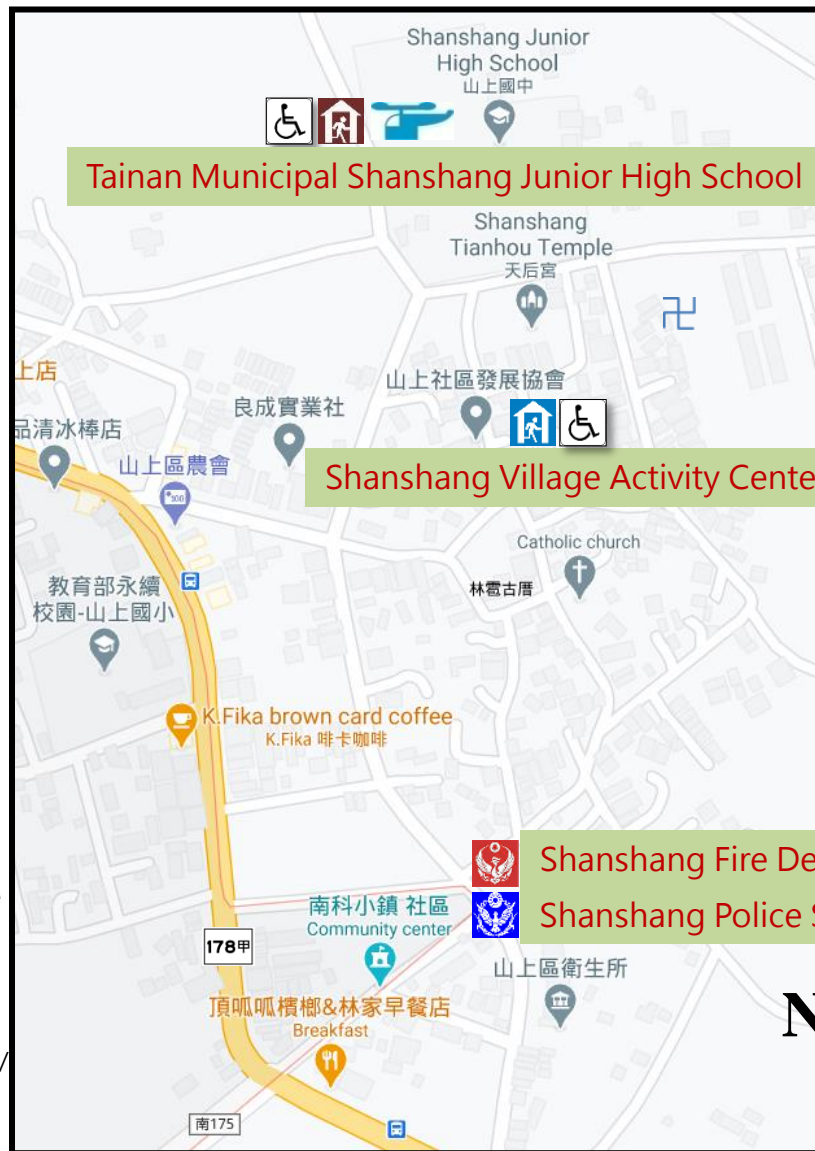 Shanshang Junior
High School
山上國中
Tainan Municipal Shanshang Junior High School
Shanshang
Tianhou Temple
天后宮
卍
上店
山上社區發展協會
良成實業社
品清冰棒店
山上區農會
Shanshang Village Activity Cente
Catholic church
林雹古厝
教育部永續
校園-山上國小
K.Fika brown card coffee
K.Fika 啡卡咖啡
Shanshang Fire De
Shanshang Police S
南科小鎮 社區
Community center
178甲
山上區衛生所
頂呱呱檳榔&林家早餐店
Breakfast
N
南175